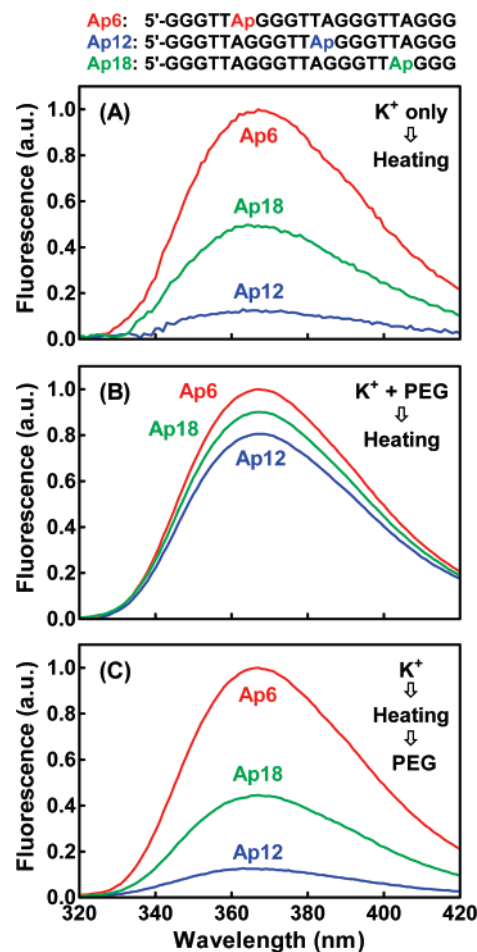 Ap6: 5'-GGGTTApGGGTTAGGGTTAGGG
Ap12: 5'-GGGTTAGGGTTApGGGTTAGGG
Ap18: 5'-GGGTTAGGGTTAGGGTTApGGG
(A)
K⁺ only
⇩
Heating
Ap6
Ap18
Ap12
Fluorescence (a.u.)
1.0
0.8
0.6
0.4
0.2
0.0
(B)
K⁺ + PEG
⇩
Heating
Ap6
Ap18
Ap12
Fluorescence (a.u.)
1.0
0.8
0.6
0.4
0.2
0.0
(C)
K⁺
⇩
Heating
⇩
PEG
Ap6
Ap18
Ap12
Fluorescence (a.u.)
1.0
0.8
0.6
0.4
0.2
0.0
320 340 360 380 400 420
Wavelength (nm)